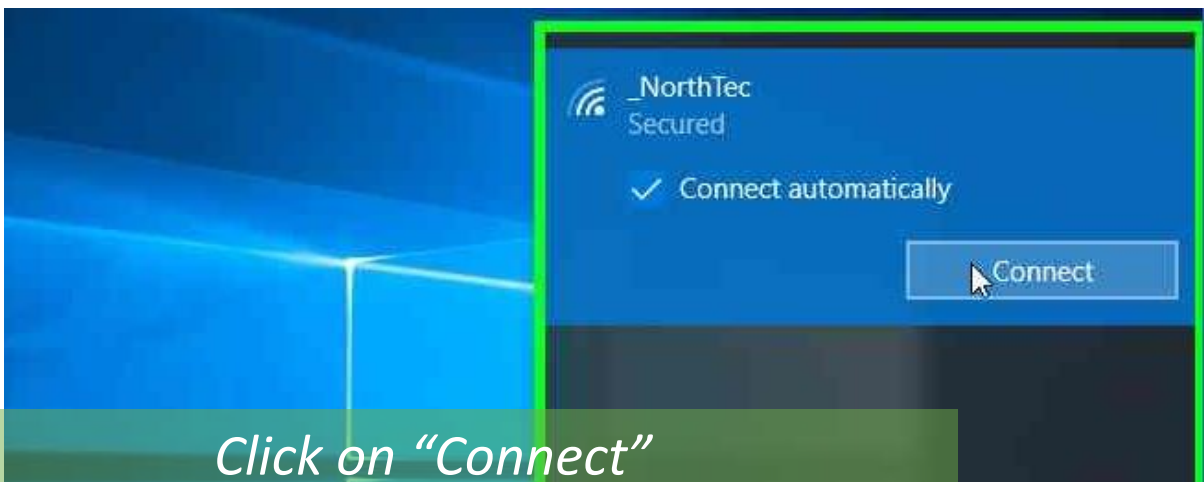 _NorthTec
Secured
Connect automatically
Connect
Click on “Connect”